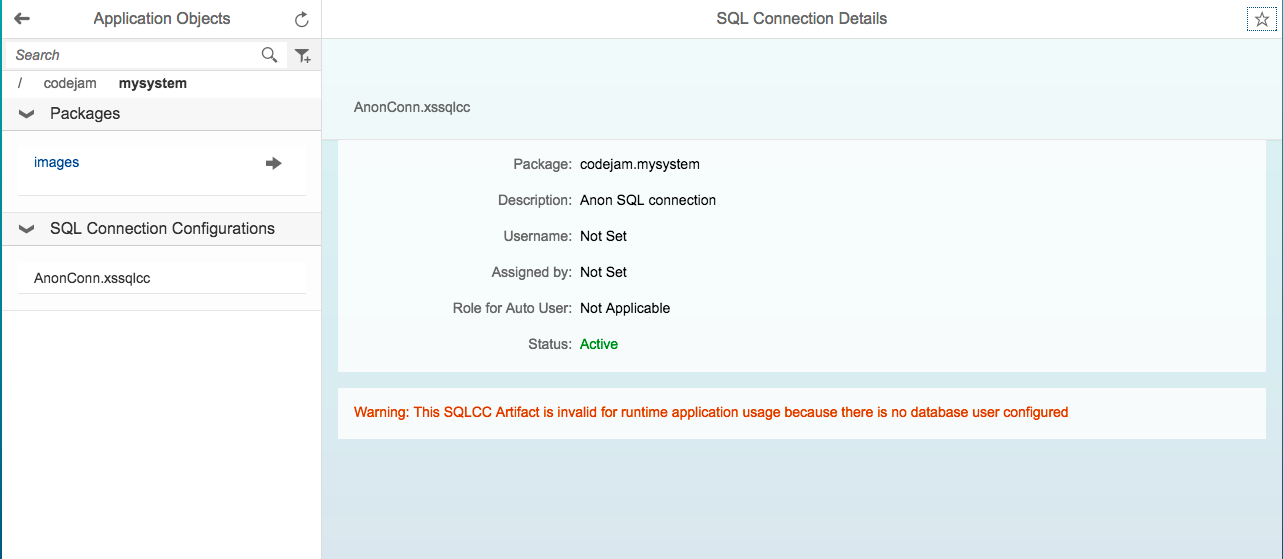 Application Objects
SQL Connection Details
Search
/ codejam mysystem
Packages
images
SQL Connection Configurations
AnonConn.xssqlcc
AnonConn.xssqlcc
Package: codejam.mysystem
Description: Anon SQL connection
Username: Not Set
Assigned by: Not Set
Role for Auto User: Not Applicable
Status: Active
Warning: This SQLCC Artifact is invalid for runtime application usage because there is no database user configured